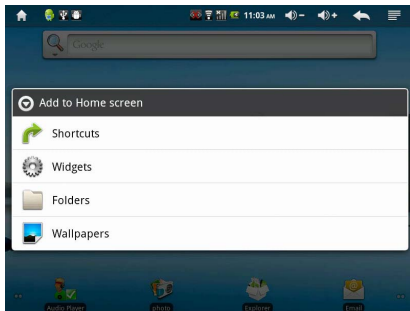 11:03 AM
Google
Add to Home screen
Shortcuts
Widgets
Folders
Wallpapers
Audio Player
photo
Explorer
Email